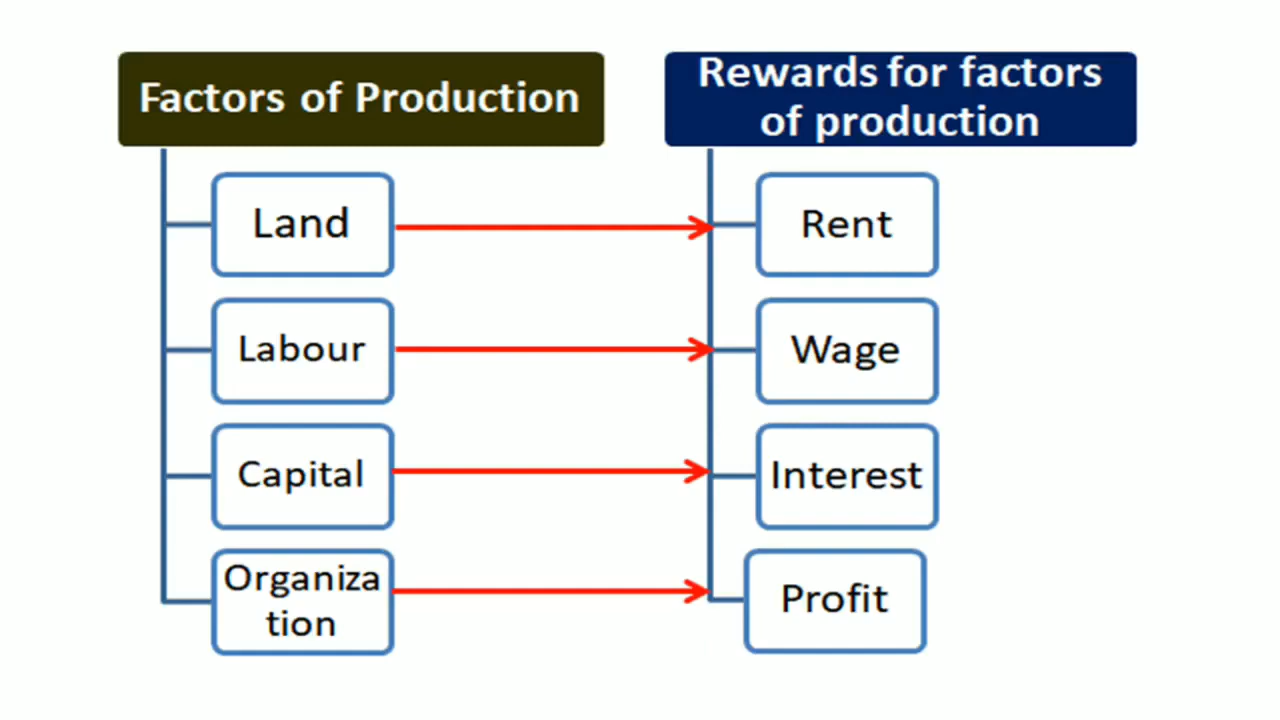 Factors of Production
Rewards for factors
of production
Land
Rent
Labour
Wage
Capital
Interest
Organiza
tion
Profit